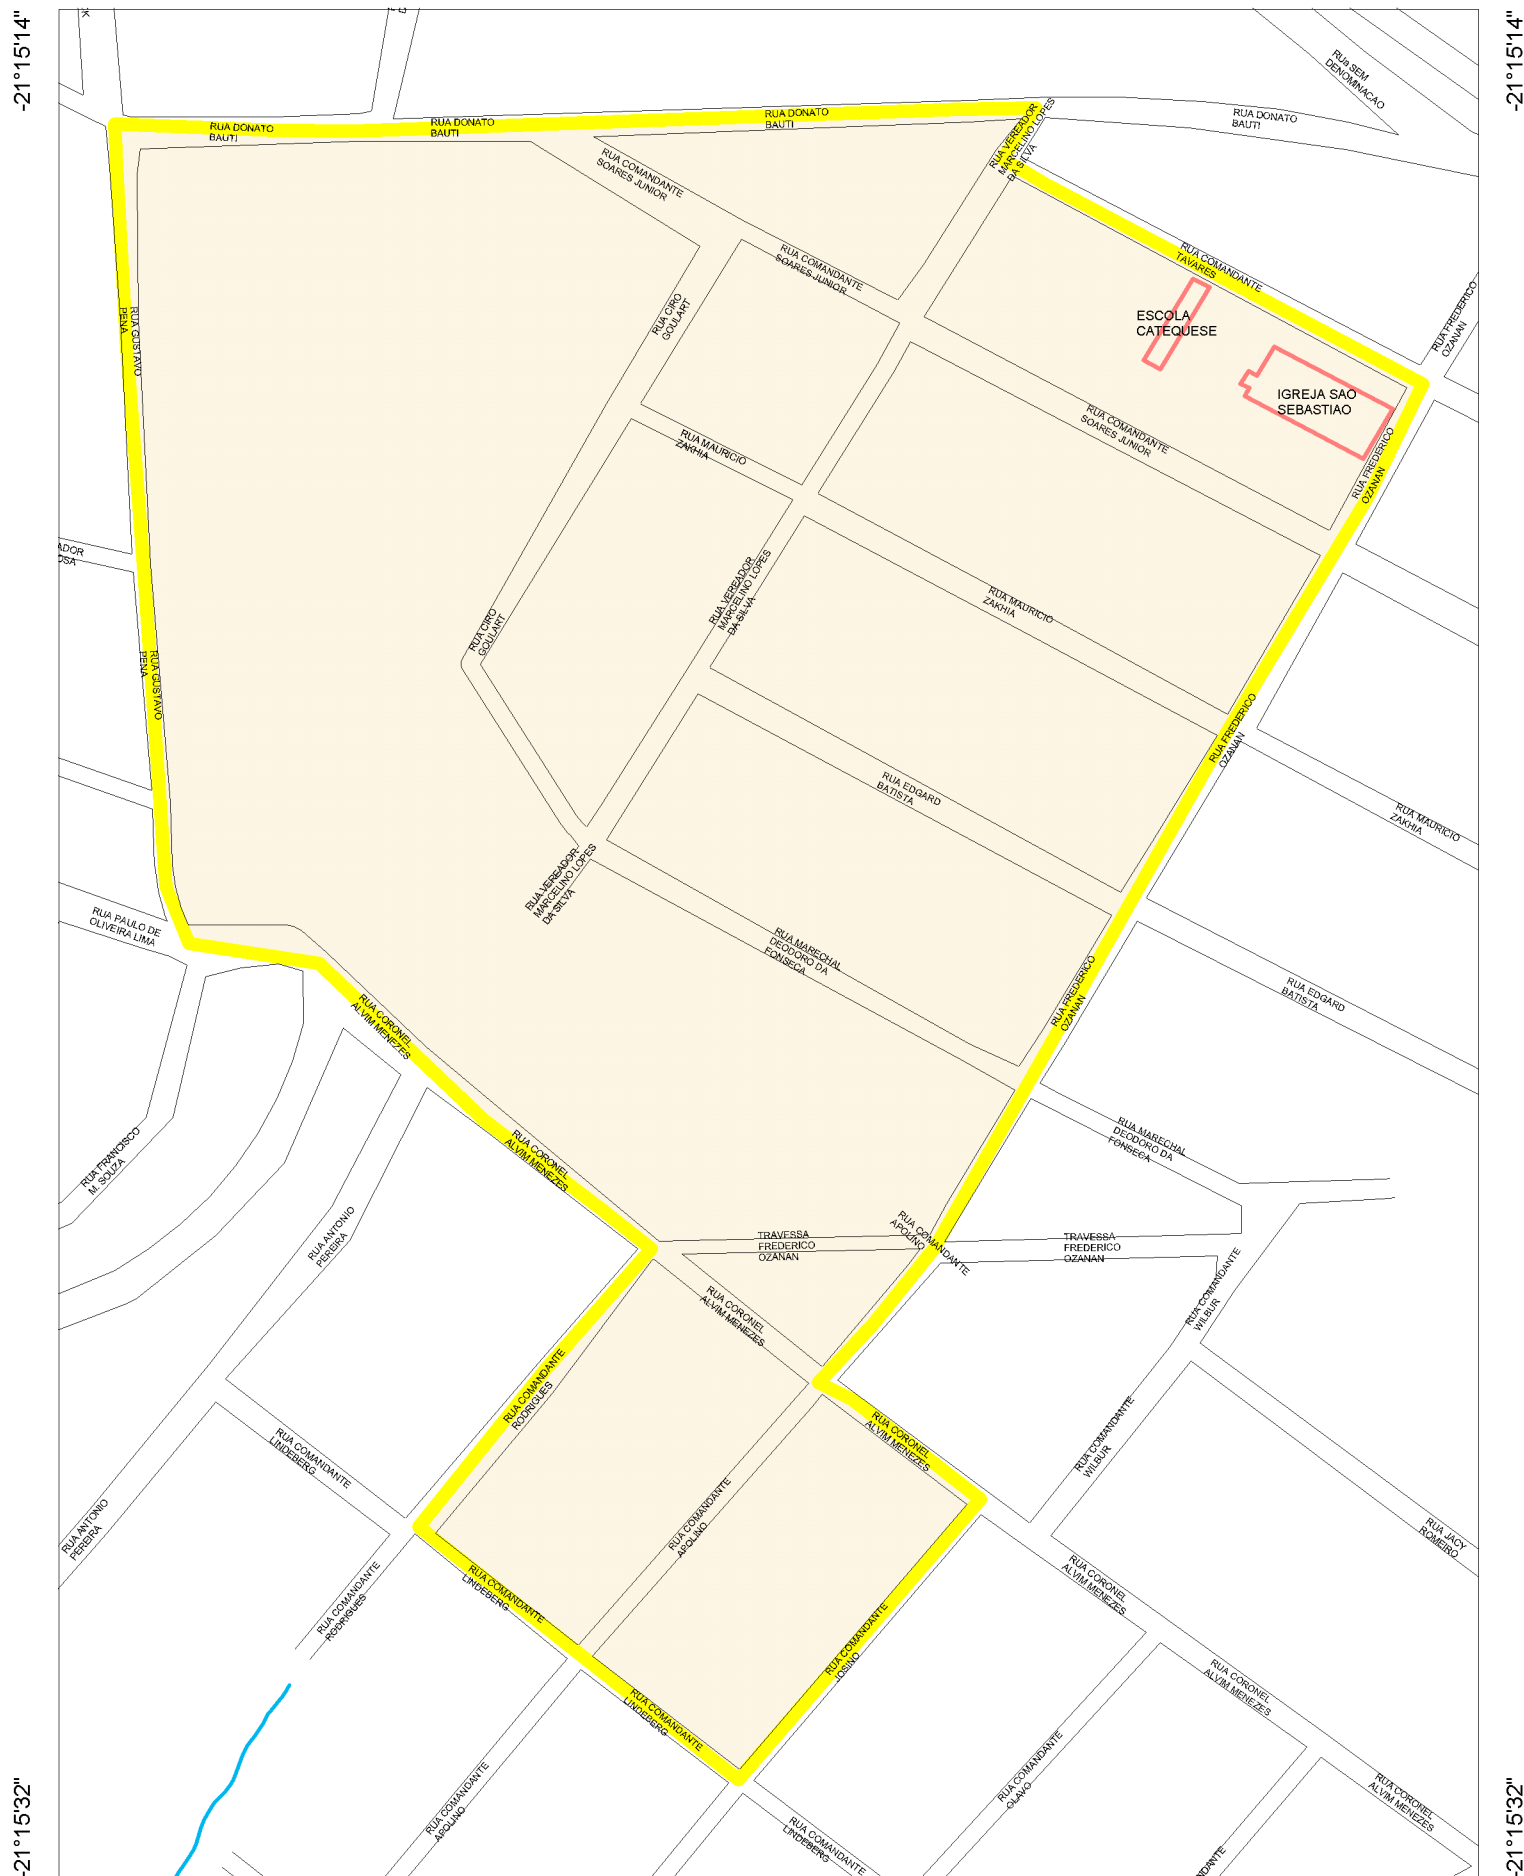 -21°15'14"
-21°15'14"
RUa SEM
DENOMINACAO
RUA DONATO
BAUTI
RUA DONATO
BAUTI
RUA DONATO
BAUTI
RUA DONATO
BAUTI
RUA VEREADOR
MARCELINO LOPES
DA SILVA
RUA COMANDANTE
SOARES JUNIOR
RUA COMANDANTE
SOARES JUNIOR
RUA COMANDANTE
TAVARES
RUA FREDERICO
OZANAN
RUA GUSTAVO
PENA
RUA CIRO
GOULART
ESCOLA
CATEQUESE
IGREJA SAO
SEBASTIAO
RUA COMANDANTE
SOARES JUNIOR
RUA MAURICIO
ZAKHIA
RUA FREDERICO
OZANAN
ADOR
OSA
RUA VEREADOR
MARCELINO LOPES
DA SILVA
RUA MAURICIO
ZAKHIA
RUA CIRO
GOULART
RUA GUSTAVO
PENA
RUA FREDERICO
OZANAN
RUA EDGARD
BATISTA
RUA MAURICIO
ZAKHIA
RUA VEREADOR
MARCELINO LOPES
DA SILVA
RUA PAULO DE
OLIVEIRA LIMA
RUA MARECHAL
DEODORO DA
FONSECA
RUA FREDERICO
OZANAN
RUA EDGARD
BATISTA
RUA CORONEL
ALVIM MENEZES
RUA FRANCISCO
M. SOUZA
RUA CORONEL
ALVIM MENEZES
RUA MARECHAL
DEODORO DA
FONSECA
RUA ANTONIO
PEREIRA
TRAVESSA
FREDERICO
OZANAN
RUA COMANDANTE
APOLINO
TRAVESSA
FREDERICO
OZANAN
RUA CORONEL
ALVIM MENEZES
RUA COMANDANTE
WILBUR
RUA COMANDANTE
RODRIGUES
RUA COMANDANTE
LINDEBERG
RUA CORONEL
ALVIM MENEZES
RUA COMANDANTE
WILBUR
RUA ANTONIO
PEREIRA
RUA COMANDANTE
APOLINO
RUA JACY
ROMEIRO
RUA COMANDANTE
RODRIGUES
RUA COMANDANTE
LINDEBERG
RUA CORONEL
ALVIM MENEZES
RUA COMANDANTE
JOSINO
RUA CORONEL
ALVIM MENEZES
RUA COMANDANTE
LINDEBERG
RUA COMANDANTE
APOLINO
RUA COMANDANTE
OLAVO
RUA CORONEL
ALVIM MENEZES
RUA COMANDANTE
LINDEBERG
NDANTE
-21°15'32"
-21°15'32"